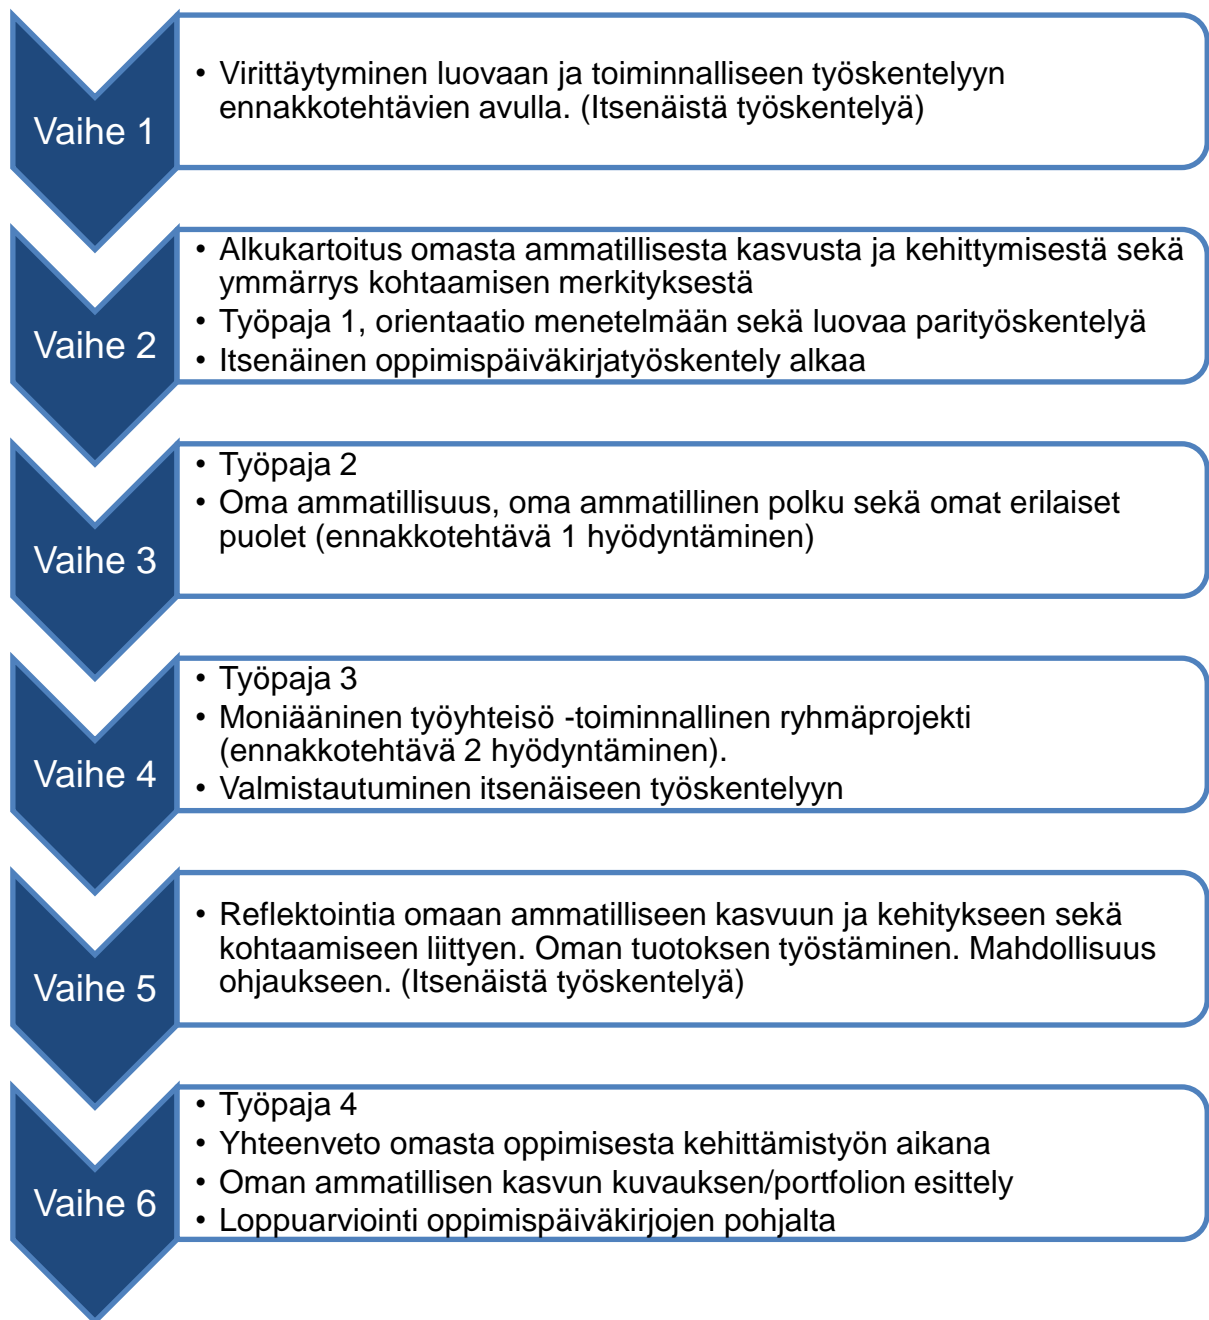 Vaihe 1
• Virittäytyminen luovaan ja toiminnalliseen työskentelyyn
ennakkotehtävien avulla. (Itsenäistä työskentelyä)
Vaihe 2
• Alkukartoitus omasta ammatillisesta kasvusta ja kehittymisestä sekä
ymmärrys kohtaamisen merkityksestä
• Työpaja 1, orientaatio menetelmään sekä luovaa parityöskentelyä
• Itsenäinen oppimispäiväkirjatyöskentely alkaa
Vaihe 3
• Työpaja 2
• Oma ammatillisuus, oma ammatillinen polku sekä omat erilaiset
puolet (ennakkotehtävä 1 hyödyntäminen)
Vaihe 4
• Työpaja 3
• Moniääninen työyhteisö -toiminnallinen ryhmäprojekti
(ennakkotehtävä 2 hyödyntäminen).
• Valmistautuminen itsenäiseen työskentelyyn
Vaihe 5
• Reflektointia omaan ammatilliseen kasvuun ja kehitykseen sekä
kohtaamiseen liittyen. Oman tuotoksen työstäminen. Mahdollisuus
ohjaukseen. (Itsenäistä työskentelyä)
Vaihe 6
• Työpaja 4
• Yhteenveto omasta oppimisesta kehittämistyön aikana
• Oman ammatillisen kasvun kuvauksen/portfolion esittely
• Loppuarviointi oppimispäiväkirjojen pohjalta